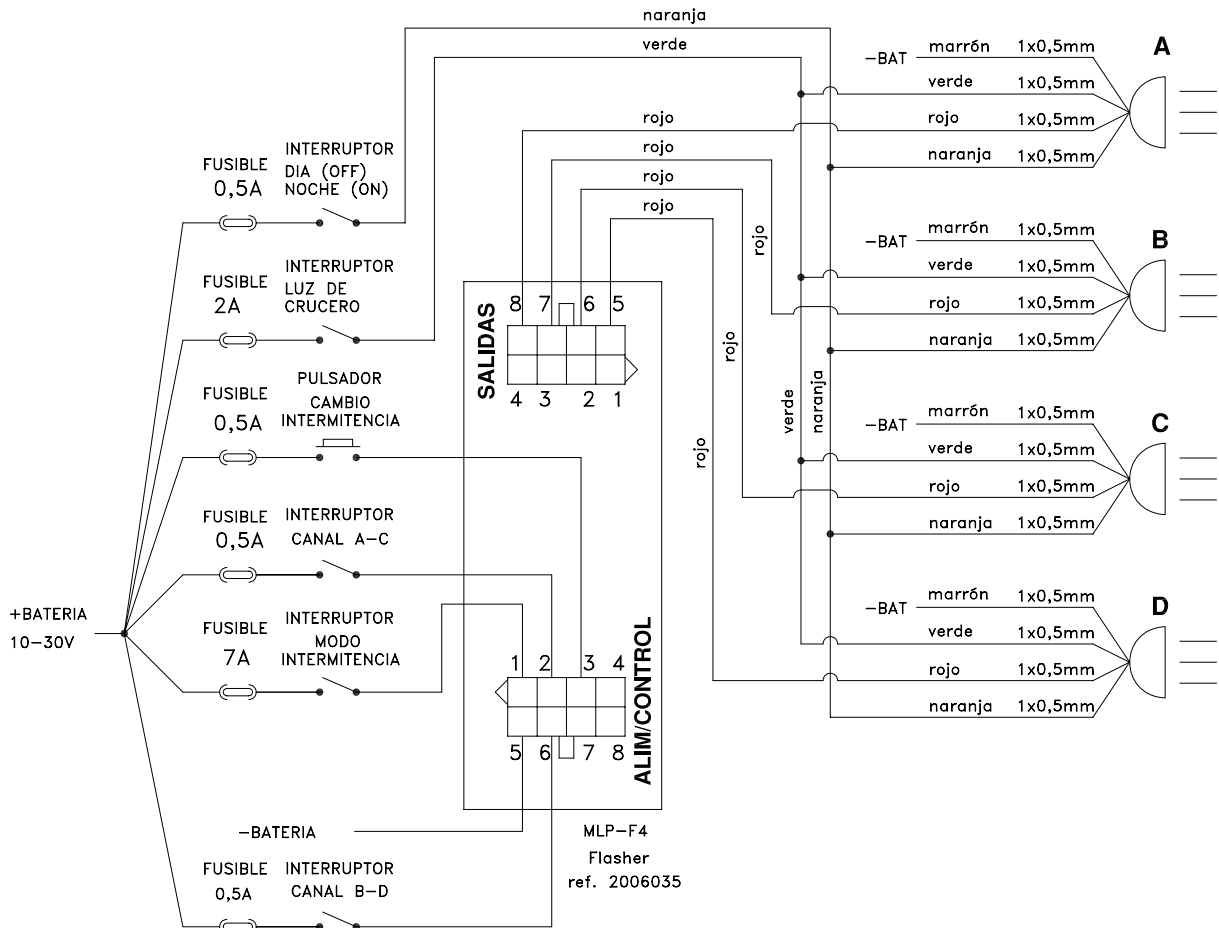 naranja
verde
rojo
rojo
rojo
rojo
rojo
rojo
rojo
verde
naranja
FUSIBLE
0,5A
INTERRUPTOR
DIA (OFF)
NOCHE (ON)
FUSIBLE
2A
INTERRUPTOR
LUZ DE
CRUCERO
FUSIBLE
0,5A
PULSADOR
CAMBIO
INTERMITENCIA
FUSIBLE
0,5A
INTERRUPTOR
CANAL A-C
+BATERIA
10-30V
FUSIBLE
7A
INTERRUPTOR
MODO
INTERMITENCIA
-BATERIA
FUSIBLE
0,5A
INTERRUPTOR
CANAL B-D
SALIDAS
8 7 6 5
4 3 2 1
ALIM/CONTROL
1 2 3 4
5 6 7 8
MLP-F4
Flasher
ref. 2006035
A
-BAT marrón 1x0,5mm
verde 1x0,5mm
rojo 1x0,5mm
naranja 1x0,5mm
B
-BAT marrón 1x0,5mm
verde 1x0,5mm
rojo 1x0,5mm
naranja 1x0,5mm
C
-BAT marrón 1x0,5mm
verde 1x0,5mm
rojo 1x0,5mm
naranja 1x0,5mm
D
-BAT marrón 1x0,5mm
verde 1x0,5mm
rojo 1x0,5mm
naranja 1x0,5mm